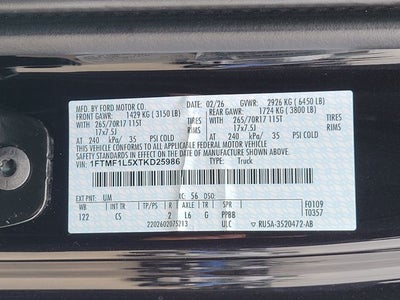 MFD. BY FORD MOTOR CO. 02/26 GVWR: 2926 KG ( 6450 LB)
FRONT GAWR: 1429 KG ( 3150 LB) REAR GAWR: 1724 KG ( 3800 LB)
WITH 265/70R17 115T TIRES WITH 265/70R17 115T TIRES
17x7.5J RIMS 17x7.5J RIMS
AT 240 kPa/ 35 PSI COLD AT 240 kPa/ 35 PSI COLD
THIS VEHICLE CONFORMS TO ALL APPLICABLE FEDERAL MOTOR VEHICLE
SAFETY STANDARDS IN EFFECT ON THE DATE OF MANUFACTURE SHOWN ABOVE.
VIN: 1FTMF1L5XTKD25986 TYPE: Truck
EXT PNT: UM RC: 56 DSO: F0109
WB INT TR TP/PS R AXLE TR SPR T0357
122 CS 2 L6 G PPBB
2202602075713 ULC RU5A-3520472-AB